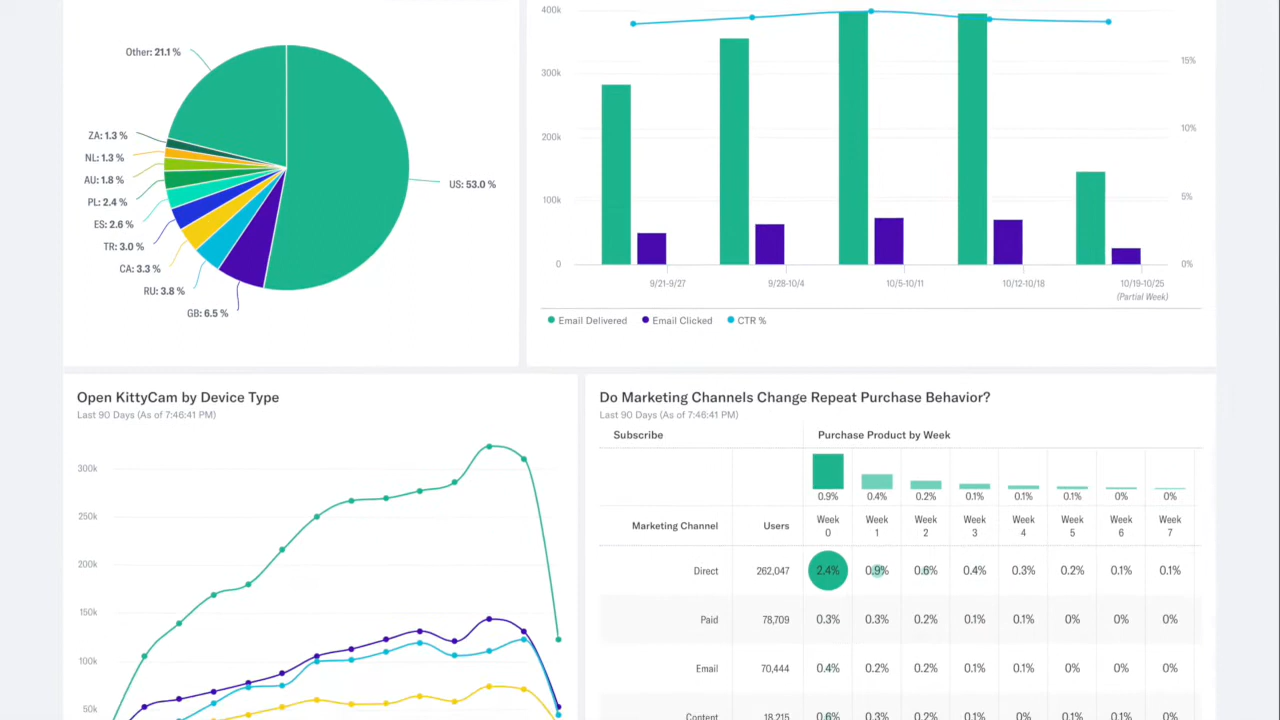 Other: 21.1 %
ZA: 1.3 %
NL: 1.3 %
AU: 1.8 %
PL: 2.4 %
ES: 2.6 %
TR: 3.0 %
CA: 3.3 %
RU: 3.8 %
GB: 6.5 %
US: 53.0 %
400k
300k
200k
100k
0
15%
10%
5%
0%
9/21-9/27
9/28-10/4
10/5-10/11
10/12-10/18
10/19-10/25
(Partial Week)
Email Delivered
Email Clicked
CTR %
Open KittyCam by Device Type
Last 90 Days (As of 7:46:41 PM)
300k
250k
200k
150k
100k
50k
Do Marketing Channels Change Repeat Purchase Behavior?
Last 90 Days (As of 7:46:41 PM)
Subscribe Purchase Product by Week
0.9% 0.4% 0.2% 0.1% 0.1% 0.1% 0% 0%
Marketing Channel Users Week 0 Week 1 Week 2 Week 3 Week 4 Week 5 Week 6 Week 7
Direct 262,047 2.4% 0.9% 0.6% 0.4% 0.3% 0.2% 0.1% 0.1%
Paid 78,709 0.3% 0.3% 0.2% 0.1% 0.1% 0% 0% 0%
Email 70,444 0.4% 0.2% 0.2% 0.1% 0.1% 0% 0% 0%
Content 18,215 0.6% 0.3% 0.2% 0.1% 0% 0.1% 0.1% 0%